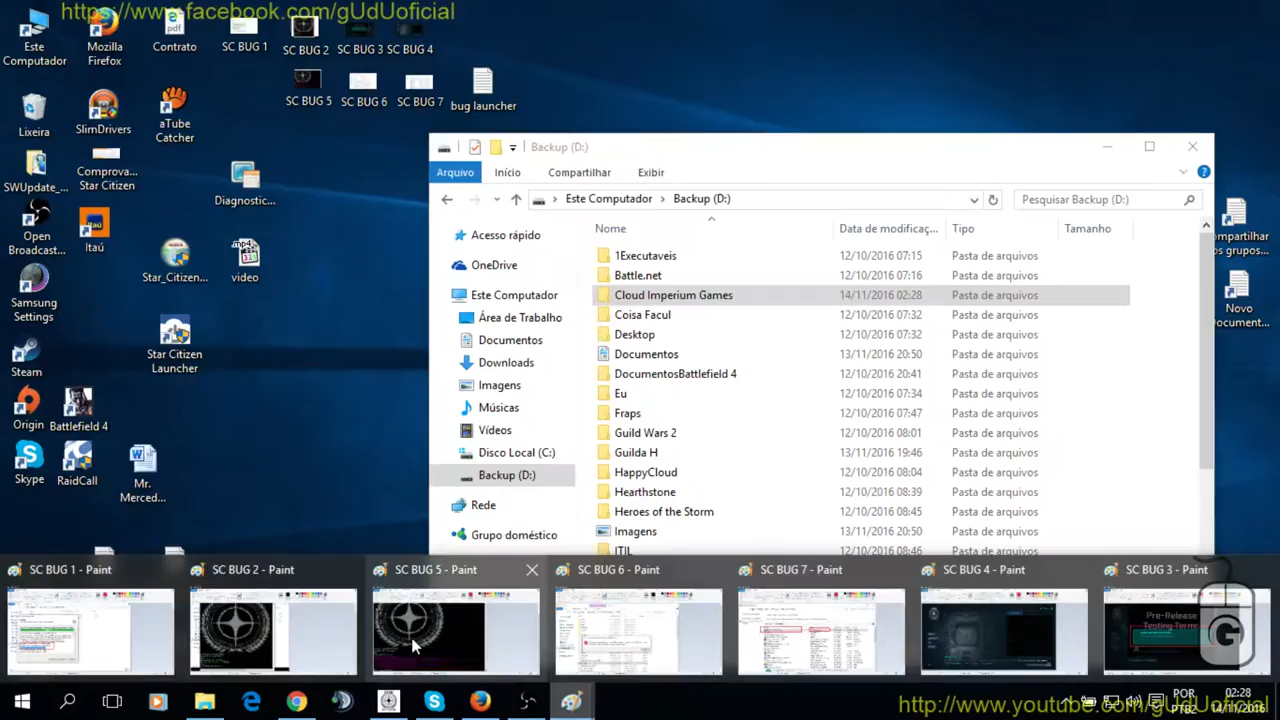 https://www.facebook.com/gUdUoficial
Este Computador
Mozilla Firefox
Contrato
SC BUG 1
SC BUG 2
SC BUG 3
SC BUG 4
SC BUG 5
SC BUG 6
SC BUG 7
bug launcher
Lixeira
SlimDrivers
aTube Catcher
SWUpdate_...
Comprova... Star Citizen
Diagnostic...
Open Broadcast...
Itaú
Star_Citizen...
video
Samsung Settings
Star Citizen Launcher
Steam
Origin
Battlefield 4
Skype
RaidCall
Mr. Merced...
Backup (D:)
Arquivo
Início
Compartilhar
Exibir
Este Computador
Backup (D:)
Pesquisar Backup (D:)
Nome
Data de modificaç...
Tipo
Tamanho
Acesso rápido
OneDrive
Este Computador
Área de Trabalho
Documentos
Downloads
Imagens
Músicas
Vídeos
Disco Local (C:)
Backup (D:)
Rede
Grupo doméstico
1Executaveis 12/10/2016 07:15 Pasta de arquivos
Battle.net 12/10/2016 07:16 Pasta de arquivos
Cloud Imperium Games 14/11/2016 02:28 Pasta de arquivos
Coisa Facul 12/10/2016 07:32 Pasta de arquivos
Desktop 12/10/2016 07:32 Pasta de arquivos
Documentos 13/11/2016 20:50 Pasta de arquivos
DocumentosBattlefield 4 12/10/2016 20:41 Pasta de arquivos
Eu 12/10/2016 07:34 Pasta de arquivos
Fraps 12/10/2016 07:47 Pasta de arquivos
Guild Wars 2 12/10/2016 08:01 Pasta de arquivos
Guilda H 13/11/2016 19:46 Pasta de arquivos
HappyCloud 12/10/2016 08:04 Pasta de arquivos
Hearthstone 12/10/2016 08:39 Pasta de arquivos
Heroes of the Storm 12/10/2016 08:45 Pasta de arquivos
Imagens 13/11/2016 20:50 Pasta de arquivos
ITIL 12/10/2016 08:46 Pasta de arquivos
ompartilhar
os grupos...
Novo
Document...
SC BUG 1 - Paint
SC BUG 2 - Paint
SC BUG 5 - Paint
SC BUG 6 - Paint
SC BUG 7 - Paint
SC BUG 4 - Paint
SC BUG 3 - Paint
Pre-Release
Testing Terms
G
POR
PTB2
02:28
14/11/2016
http://www.youtube.com/gUdUoficial